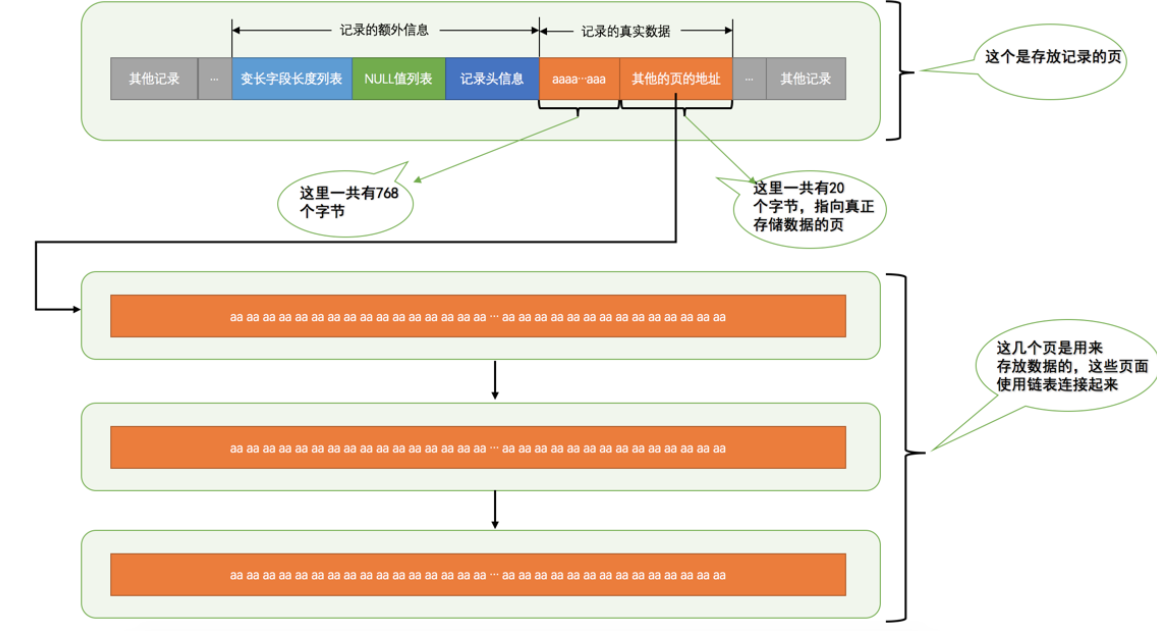 记录的额外信息
记录的真实数据
其他记录
...
变长字段长度列表
NULL值列表
记录头信息
aaaa···aaa
其他的页的地址
...
其他记录
这个是存放记录的页
这里一共有768
个字节
这里一共有20
个字节，指向真正
存储数据的页
aa aa aa aa aa aa aa aa aa aa aa aa aa aa aa aa ··· aa aa aa aa aa aa aa aa aa aa aa aa aa aa
aa aa aa aa aa aa aa aa aa aa aa aa aa aa aa aa ··· aa aa aa aa aa aa aa aa aa aa aa aa aa aa
aa aa aa aa aa aa aa aa aa aa aa aa aa aa aa aa ··· aa aa aa aa aa aa aa aa aa aa aa aa aa aa
这几个页是用来
存放数据的，这些页面
使用链表连接起来